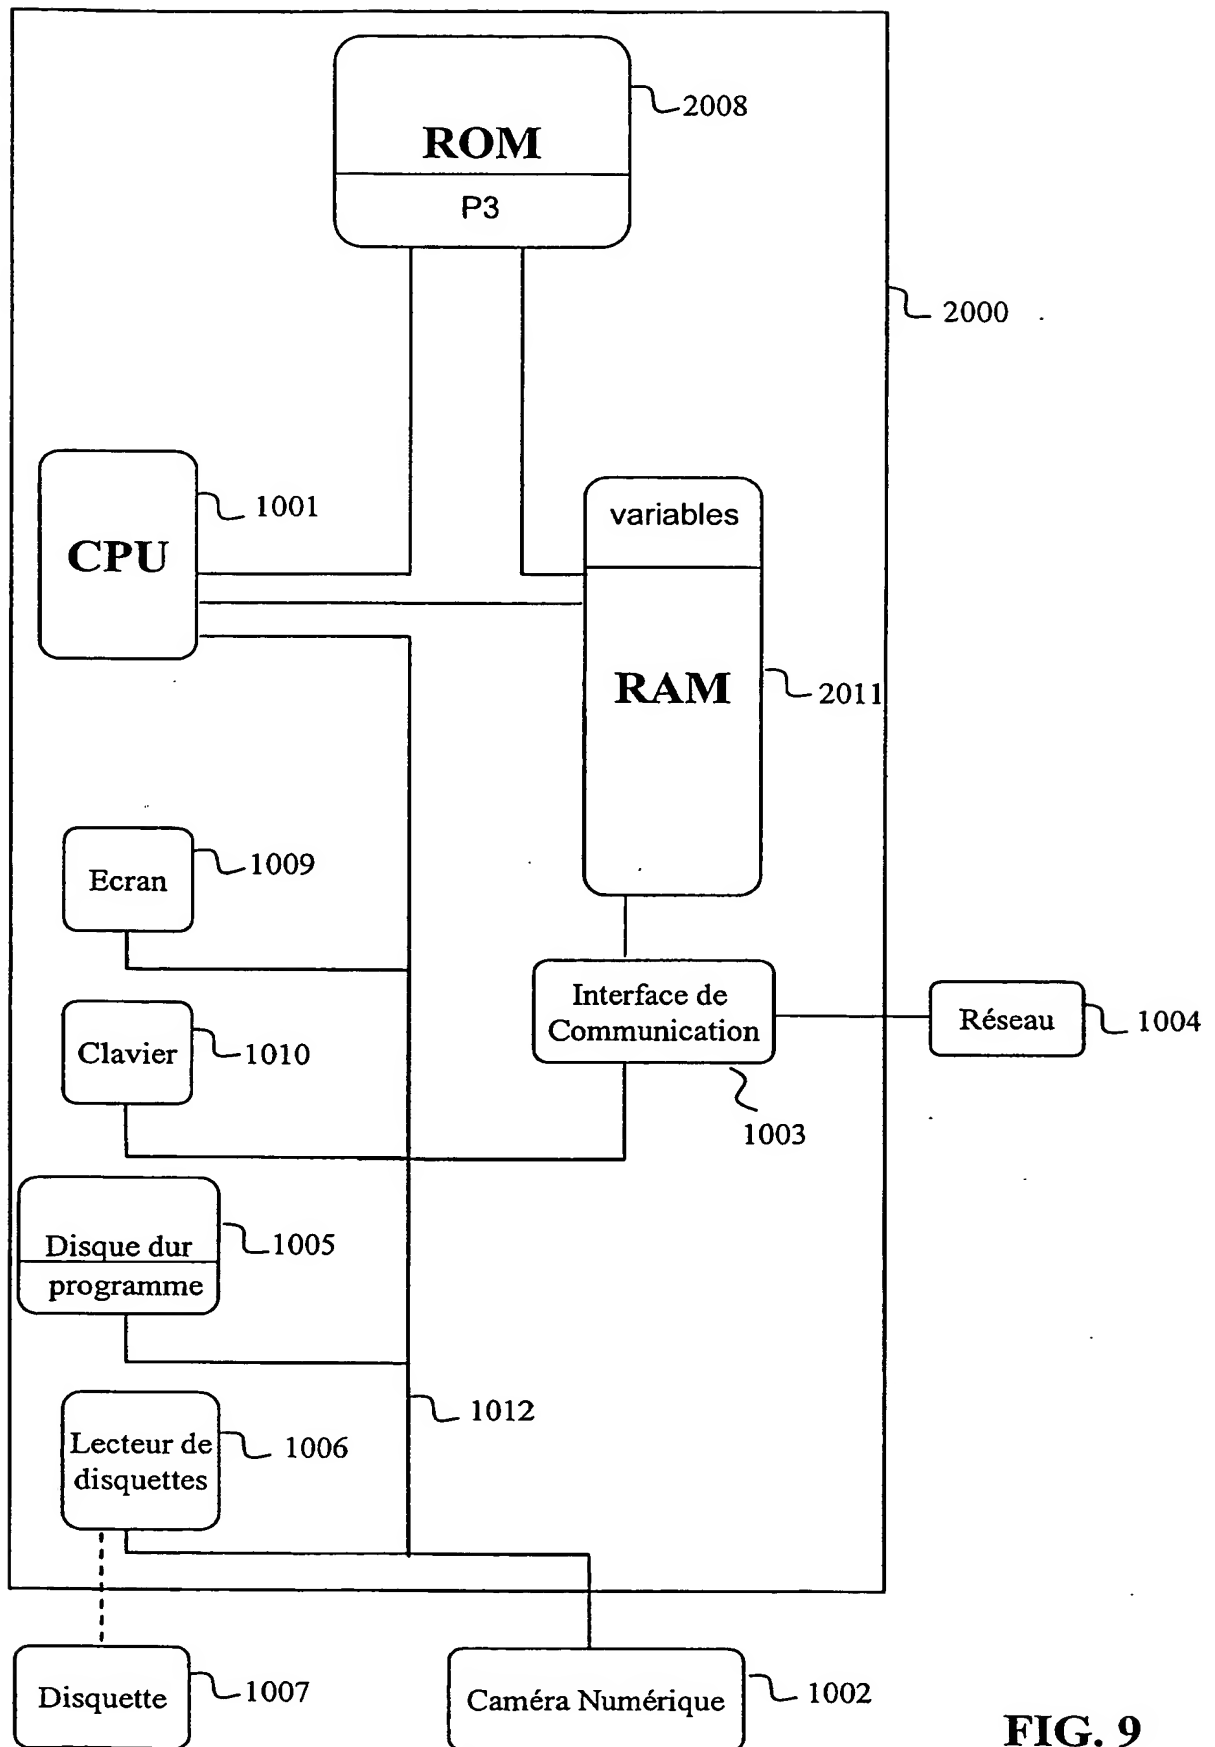 2008
ROM
P3
2000
1001
CPU
variables
RAM
2011
1009
Ecran
Interface de
Communication
Réseau
1004
Clavier
1010
1003
Disque dur
1005
programme
1012
Lecteur de
disquettes
1006
Disquette
1007
Caméra Numérique
1002
FIG. 9